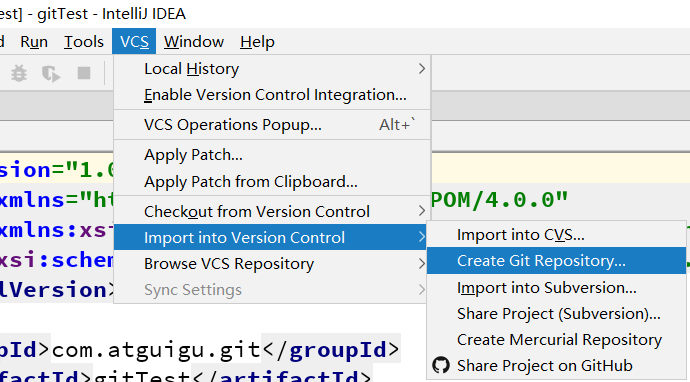 est] - gitTest - IntelliJ IDEA
d Run Tools VCS Window Help
Local History
Enable Version Control Integration...
VCS Operations Popup... Alt+`
Apply Patch...
Apply Patch from Clipboard...
sion="1.0
Checkout from Version Control
xmlns="ht POM/4.0.0"
Import into Version Control
xmlns:xsi
Browse VCS Repository
xsi:schem
Sync Settings
lVersion>
Import into CVS...
Create Git Repository...
Import into Subversion...
Share Project (Subversion)...
Create Mercurial Repository
Share Project on GitHub
pId>com.atguigu.git</groupId>
factId>gitTest</artifactId>